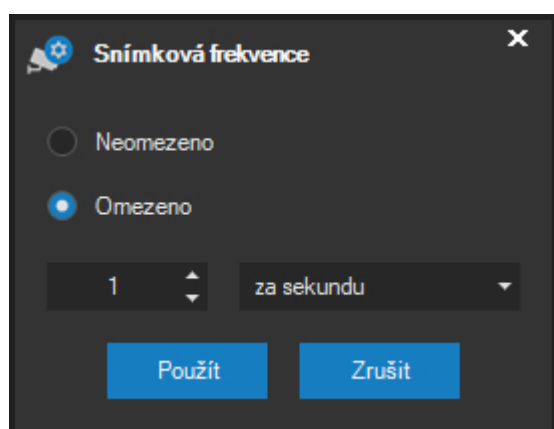 Snímková frekvence
Neomezeno
Omezeno
1 za sekundu
Použít Zrušit